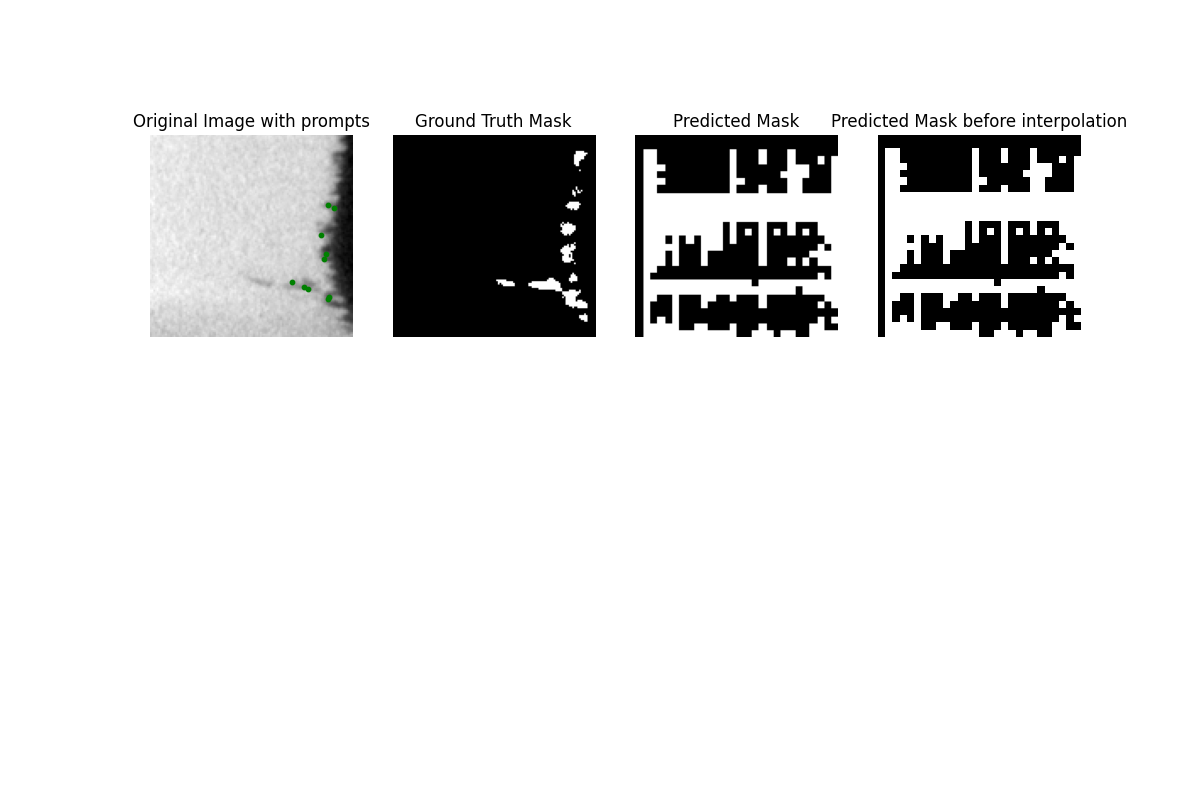 Original Image with prompts
Ground Truth Mask
Predicted Mask
Predicted Mask before interpolation